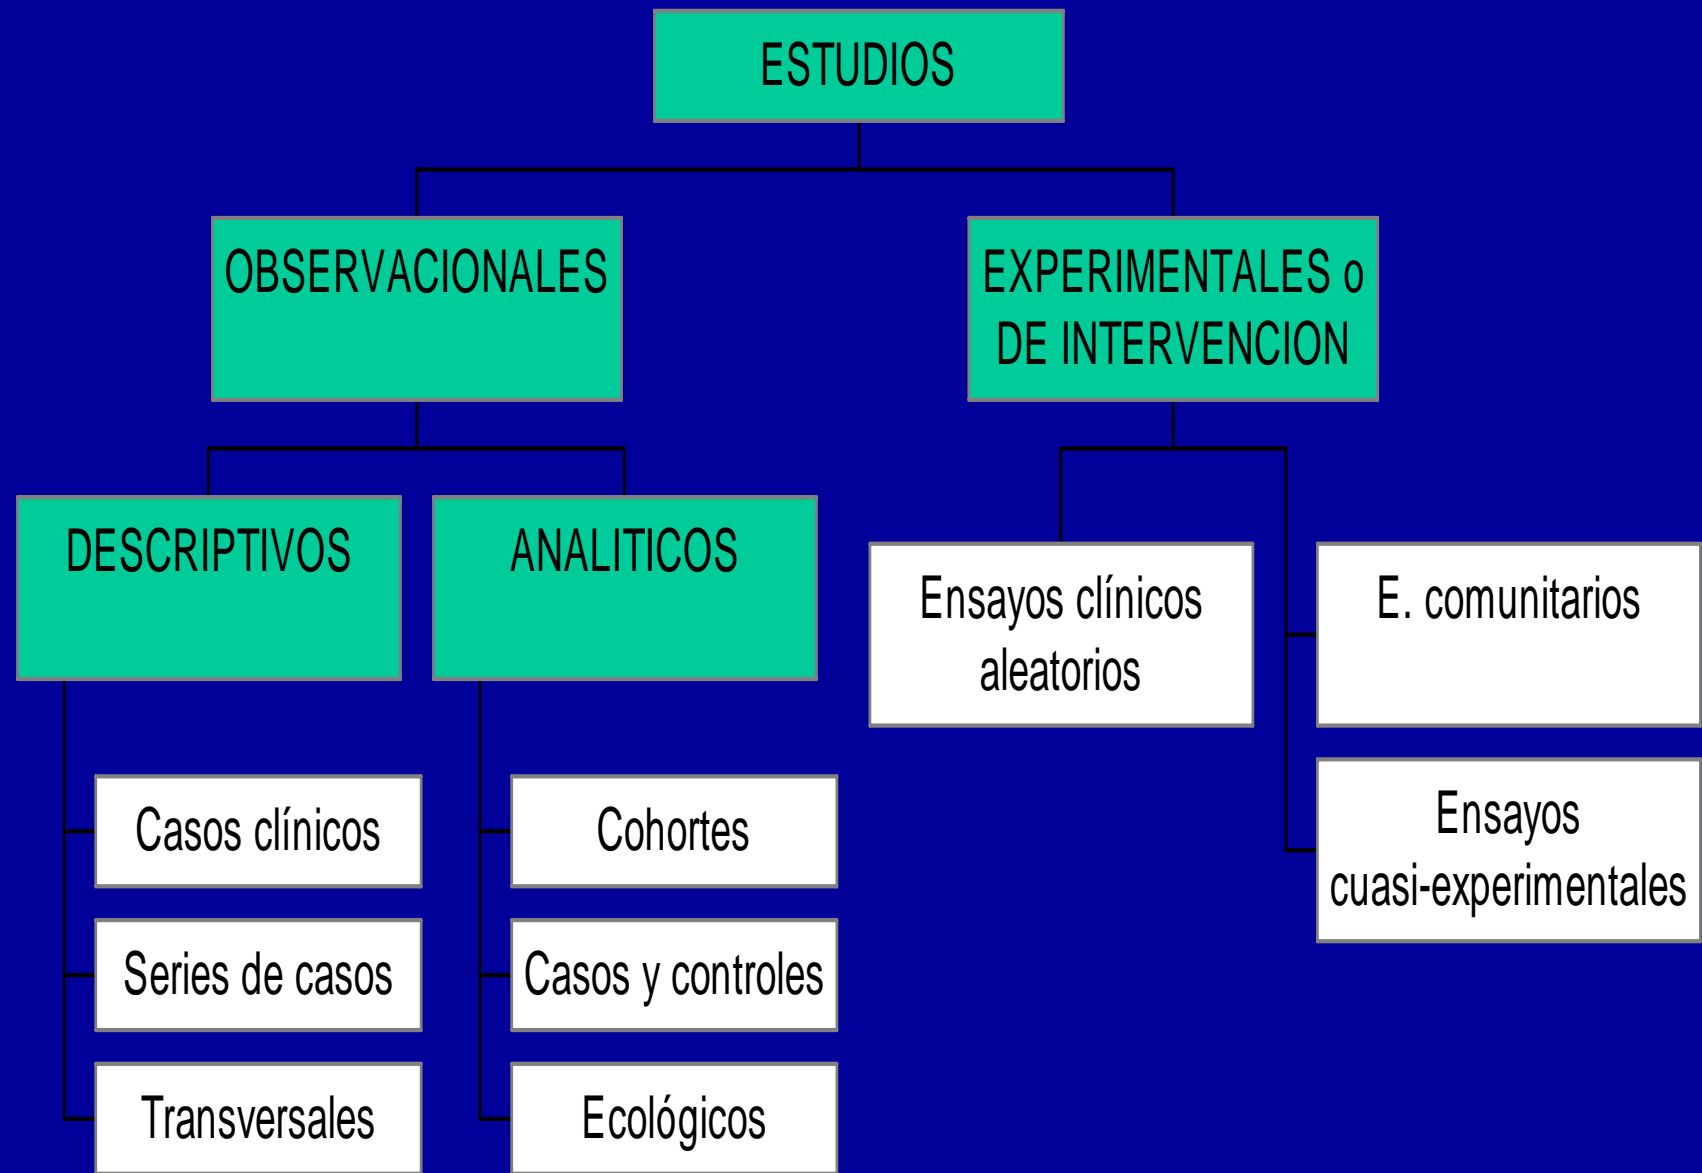 ESTUDIOS
OBSERVACIONALES
EXPERIMENTALES o
DE INTERVENCION
DESCRIPTIVOS
ANALITICOS
Ensayos clínicos
aleatorios
E. comunitarios
Casos clínicos
Cohortes
Ensayos
cuasi-experimentales
Series de casos
Casos y controles
Transversales
Ecológicos